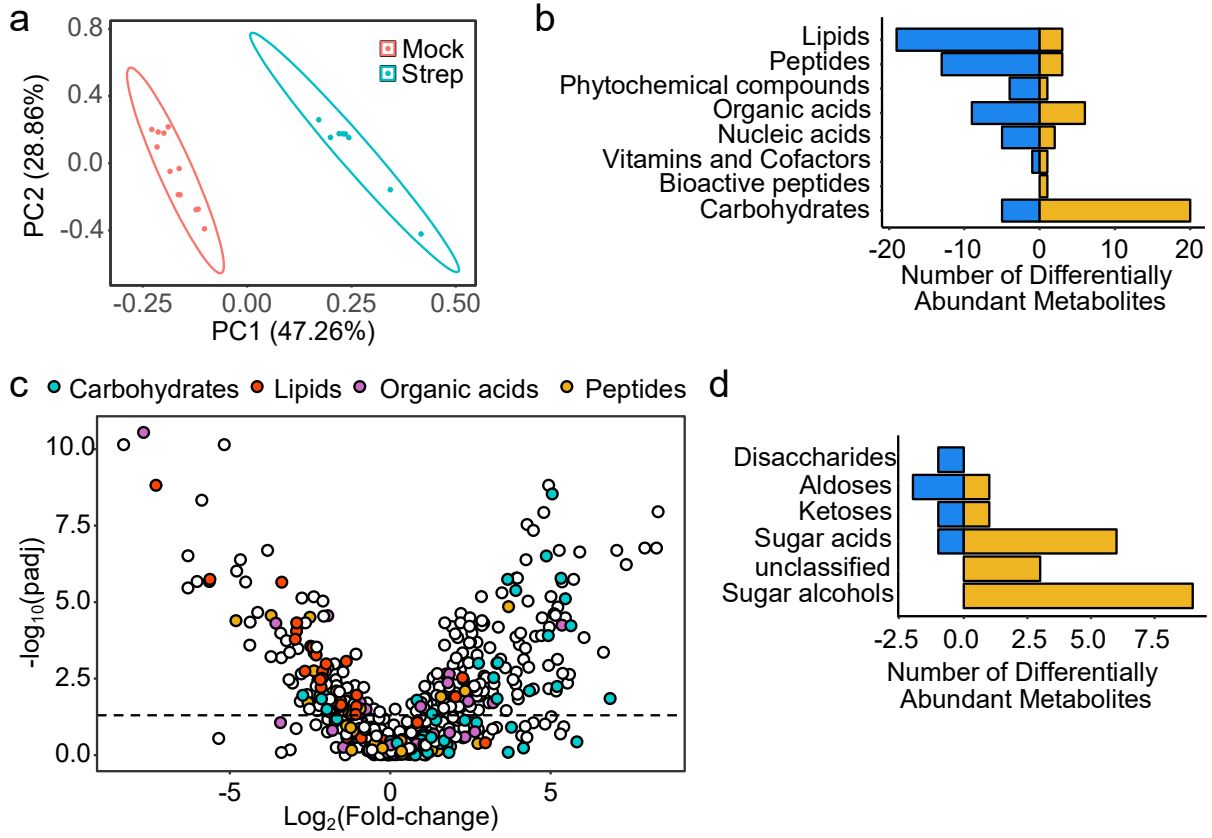 a
0.8
0.4
0.0
-0.4
PC2 (28.86%)
Mock
Strep
-0.25
0.00
0.25
0.50
PC1 (47.26%)
b
Lipids
Peptides
Phytochemical compounds
Organic acids
Nucleic acids
Vitamins and Cofactors
Bioactive peptides
Carbohydrates
-20
-10
0
10
20
Number of Differentially
Abundant Metabolites
c
Carbohydrates
Lipids
Organic acids
Peptides
10.0
7.5
5.0
2.5
0.0
-log10(padj)
-5
0
5
Log2(Fold-change)
d
Disaccharides
Aldoses
Ketoses
Sugar acids
unclassified
Sugar alcohols
-2.5
0.0
2.5
5.0
7.5
Number of Differentially
Abundant Metabolites